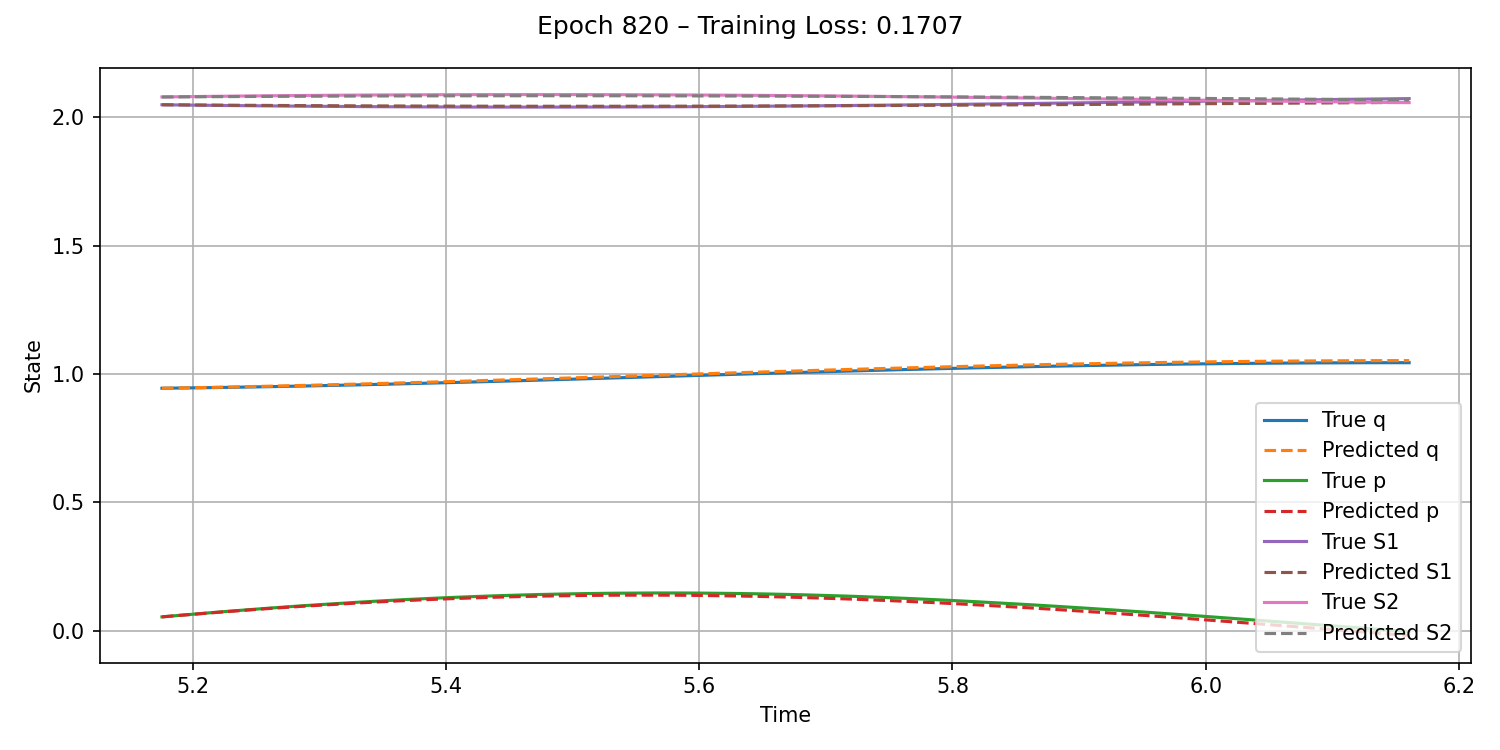 Epoch 820 – Training Loss: 0.1707
State
2.0
1.5
1.0
0.5
0.0
True q
Predicted q
True p
Predicted p
True S1
Predicted S1
True S2
Predicted S2
5.2 5.4 5.6 5.8 6.0 6.2
Time